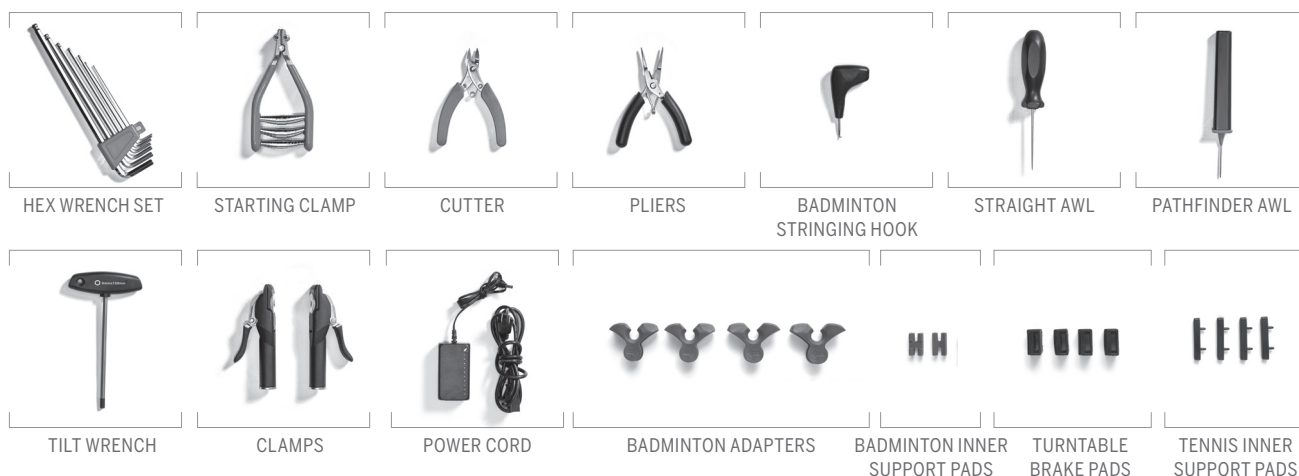 HEX WRENCH SET
STARTING CLAMP
CUTTER
PLIERS
BADMINTON
STRINGING HOOK
STRAIGHT AWL
PATHFINDER AWL
TILT WRENCH
CLAMPS
POWER CORD
BADMINTON ADAPTERS
BADMINTON INNER
SUPPORT PADS
TURNTABLE
BRAKE PADS
TENNIS INNER
SUPPORT PADS